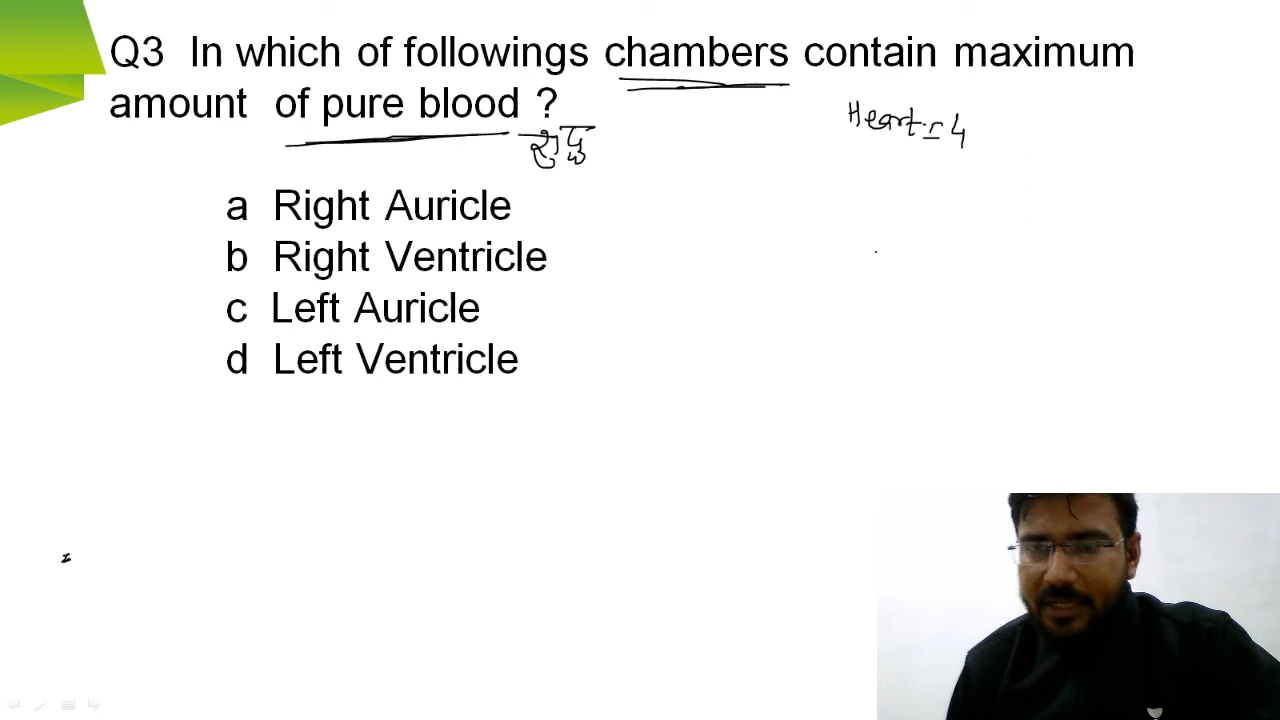 Q3 In which of followings chambers contain maximum
amount of pure blood ?
शुद्ध
Heart:- 4
a Right Auricle
b Right Ventricle
c Left Auricle
d Left Ventricle